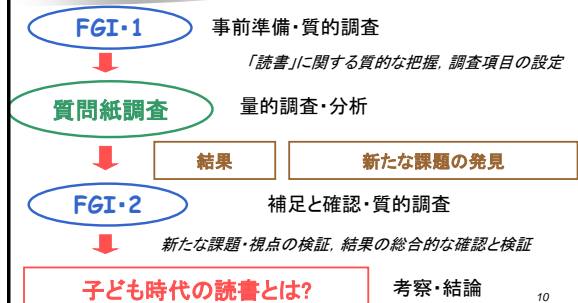 FGI・1 事前準備・質的調査
「読書」に関する質的な把握，調査項目の設定
質問紙調査 量的調査・分析
結果 新たな課題の発見
FGI・2 補足と確認・質的調査
新たな課題・視点の検証，結果の総合的な確認と検証
子ども時代の読書とは? 考察・結論
10